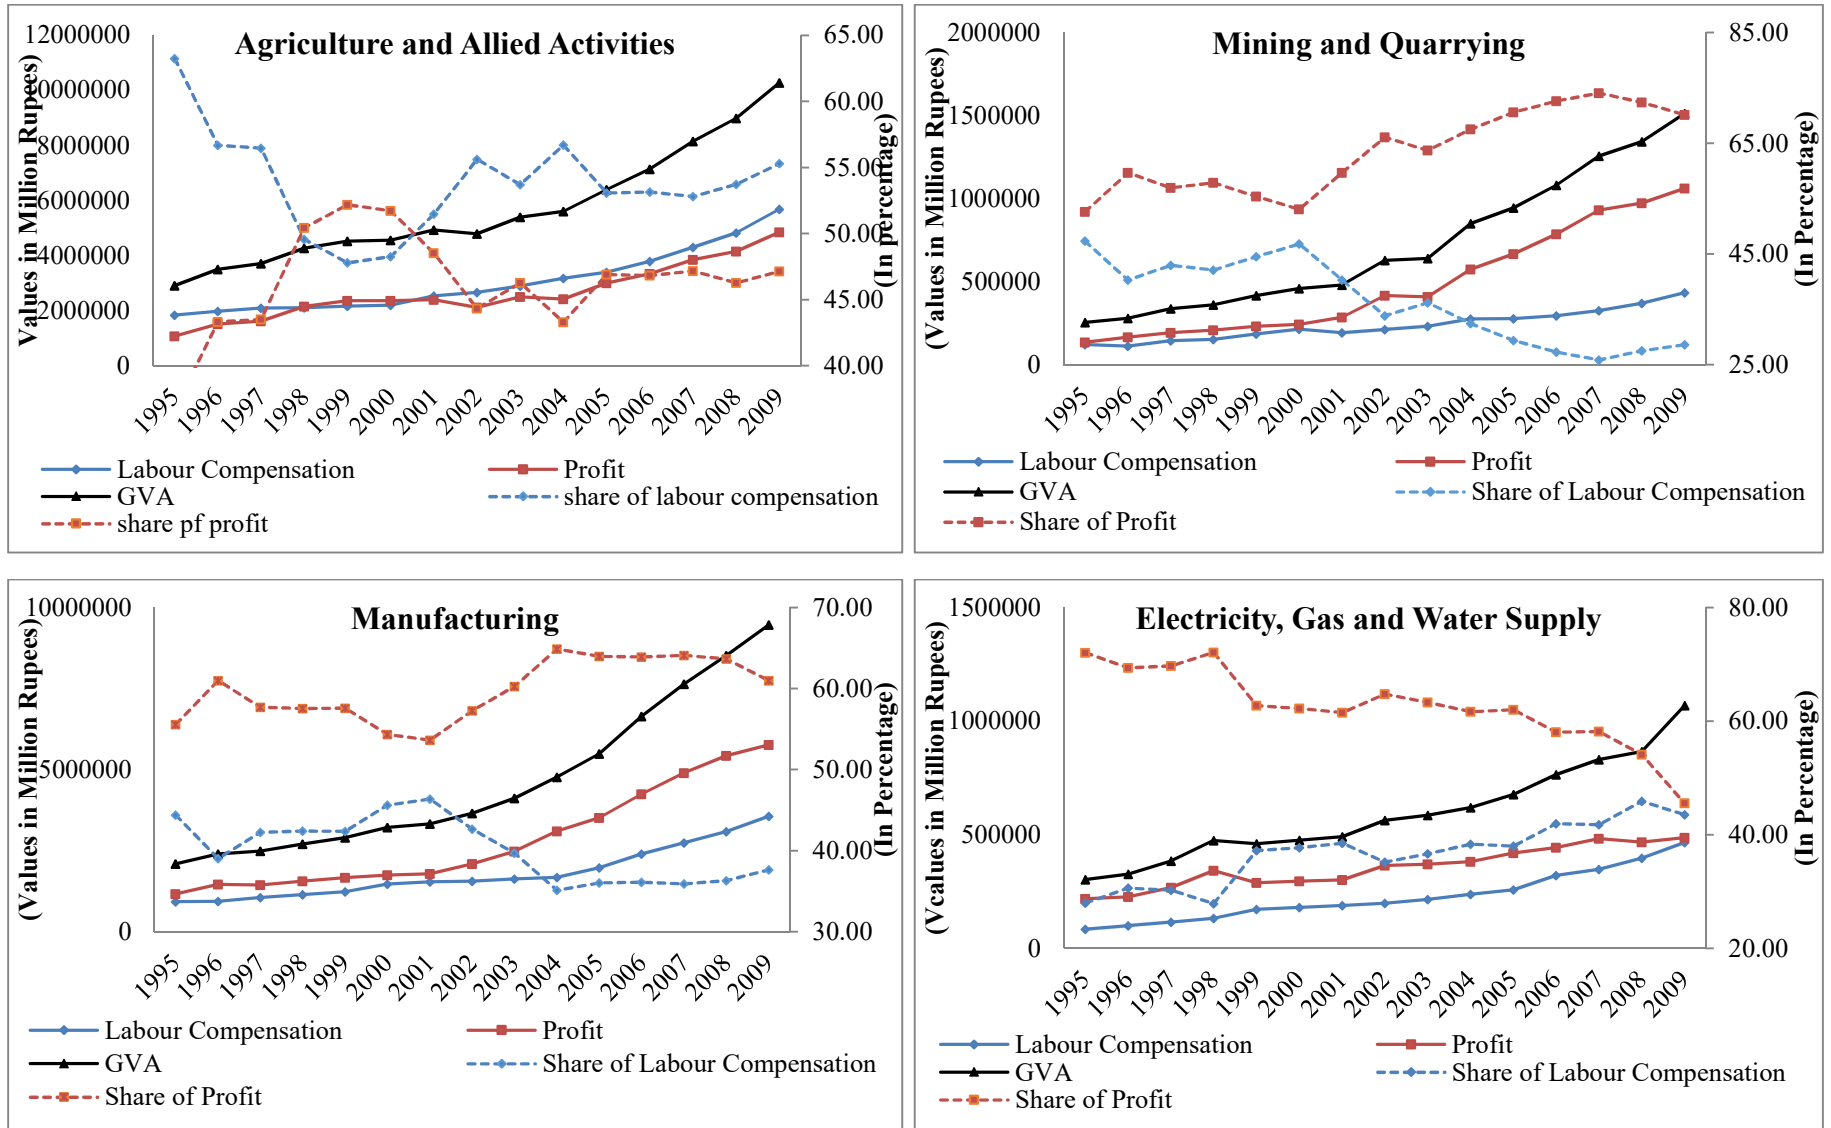 Agriculture and Allied Activities
(Values in Million Rupees)
12000000
10000000
8000000
6000000
4000000
2000000
0
65.00
60.00
55.00
50.00
45.00
40.00
(In percentage)
1995 1996 1997 1998 1999 2000 2001 2002 2003 2004 2005 2006 2007 2008 2009
Labour Compensation Profit
GVA share of labour compensation
share pf profit
Mining and Quarrying
(Values in Million Rupees)
2000000
1500000
1000000
500000
0
85.00
65.00
45.00
25.00
(In Percentage)
1995 1996 1997 1998 1999 2000 2001 2002 2003 2004 2005 2006 2007 2008 2009
Labour Compensation Profit
GVA Share of Labour Compensation
Share of Profit
Manufacturing
(Values in Million Rupees)
10000000
5000000
0
70.00
60.00
50.00
40.00
30.00
(In Percentage)
1995 1996 1997 1998 1999 2000 2001 2002 2003 2004 2005 2006 2007 2008 2009
Labour Compensation Profit
GVA Share of Labour Compensation
Share of Profit
Electricity, Gas and Water Supply
(Vcalues in Million Rupees)
1500000
1000000
500000
0
80.00
60.00
40.00
20.00
(In Percentage)
1995 1996 1997 1998 1999 2000 2001 2002 2003 2004 2005 2006 2007 2008 2009
Labour Compensation Profit
GVA Share of Labour Compensation
Share of Profit